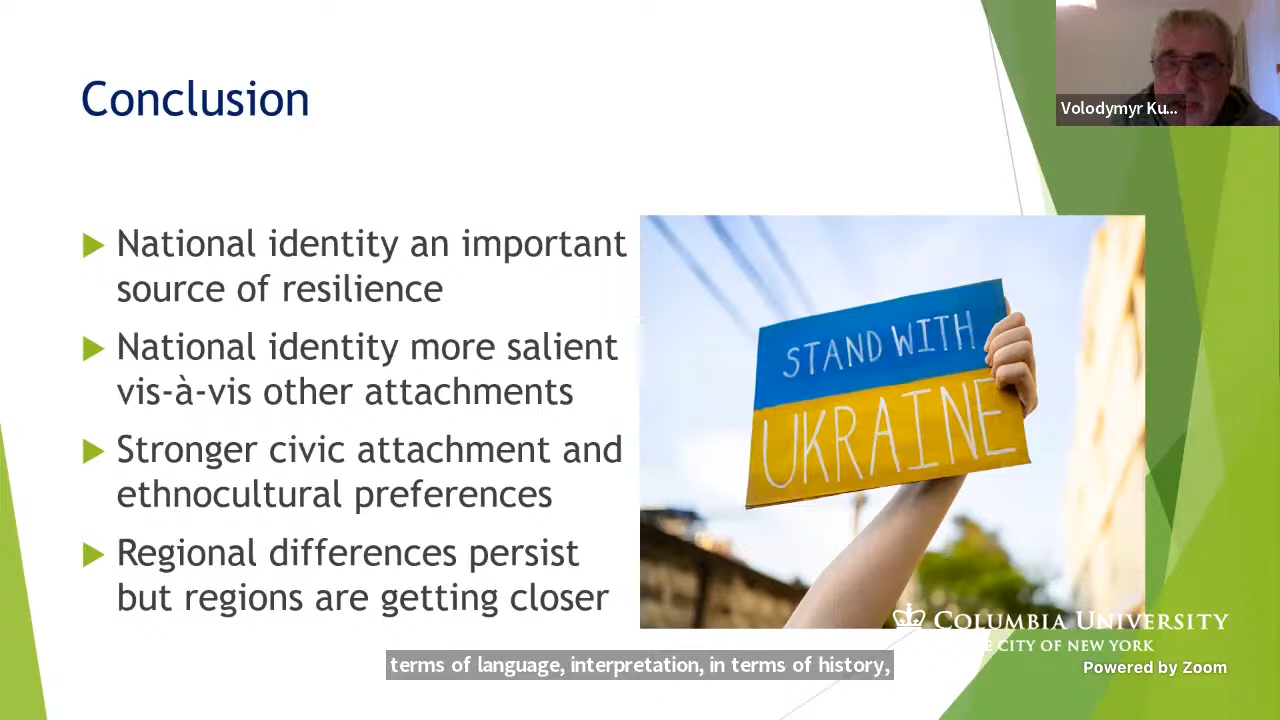 Conclusion
Volodymyr Ku...
National identity an important
source of resilience
National identity more salient
vis-à-vis other attachments
Stronger civic attachment and
ethnocultural preferences
Regional differences persist
but regions are getting closer
STAND WITH
UKRAINE
COLUMBIA UNIVERSITY
CITY OF NEW YORK
terms of language, interpretation, in terms of history,
Powered by Zoom